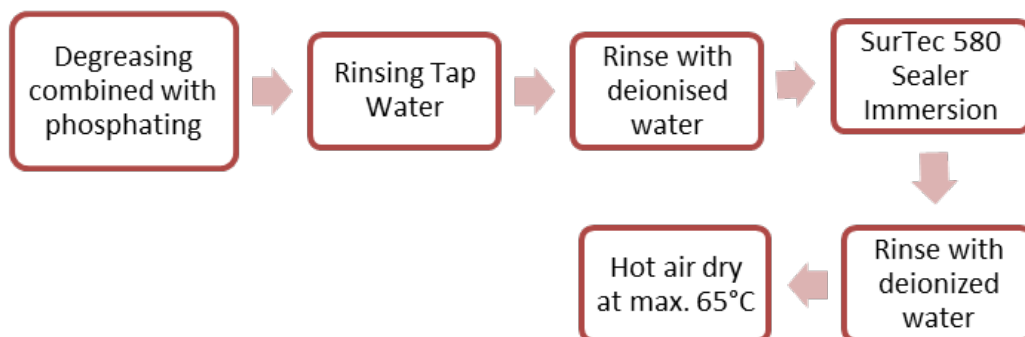 Degreasing
combined with
phosphating
Rinsing Tap
Water
Rinse with
deionised
water
SurTec 580
Sealer
Immersion
Rinse with
deionized
water
Hot air dry
at max. 65°C